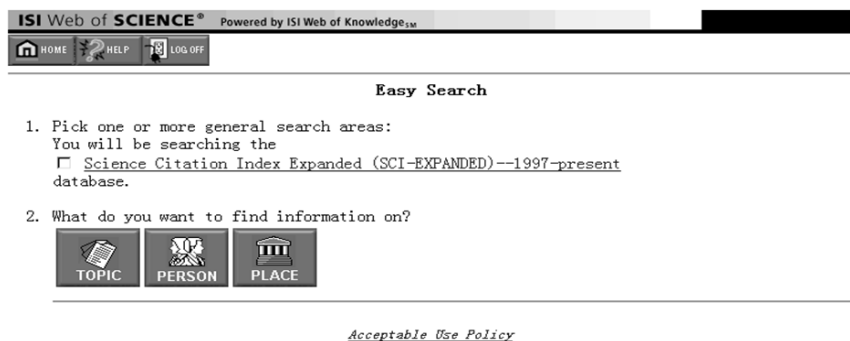 ISI Web of SCIENCE® Powered by ISI Web of KnowledgeSM
HOME HELP LOG OFF
Easy Search
1. Pick one or more general search areas:
You will be searching the
Science Citation Index Expanded (SCI-EXPANDED)--1997-present
database.
2. What do you want to find information on?
TOPIC PERSON PLACE
Acceptable Use Policy